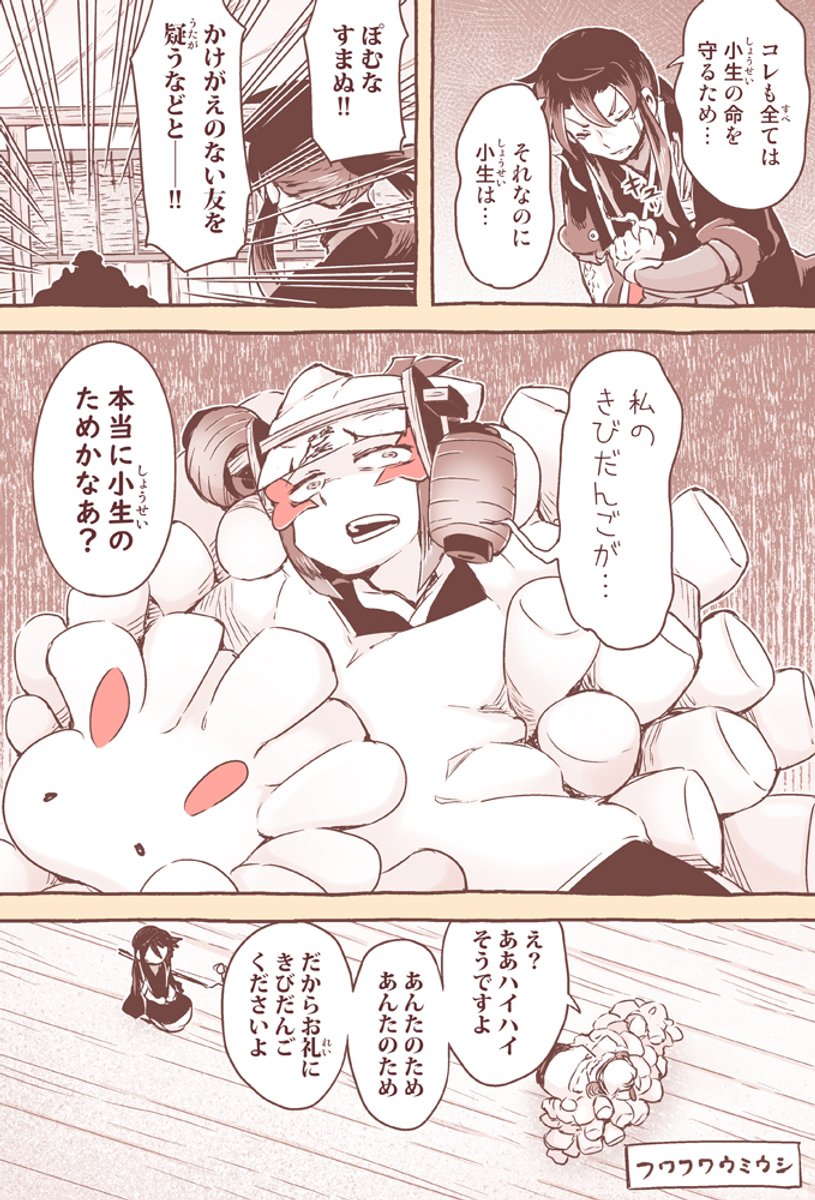 コレも全ては
小生の命を
守るため…
それなのに
小生は…
ギュッ
ぽむな
すまぬ!!
かけがえのない友を
疑うなどと――!!
私の
きびだんごが…
本当に小生の
ためかなあ？
え？
ああハイハイ
そうですよ
あんたのため
あんたのため
だからお礼に
きびだんご
くださいよ
フワフワウミウシ